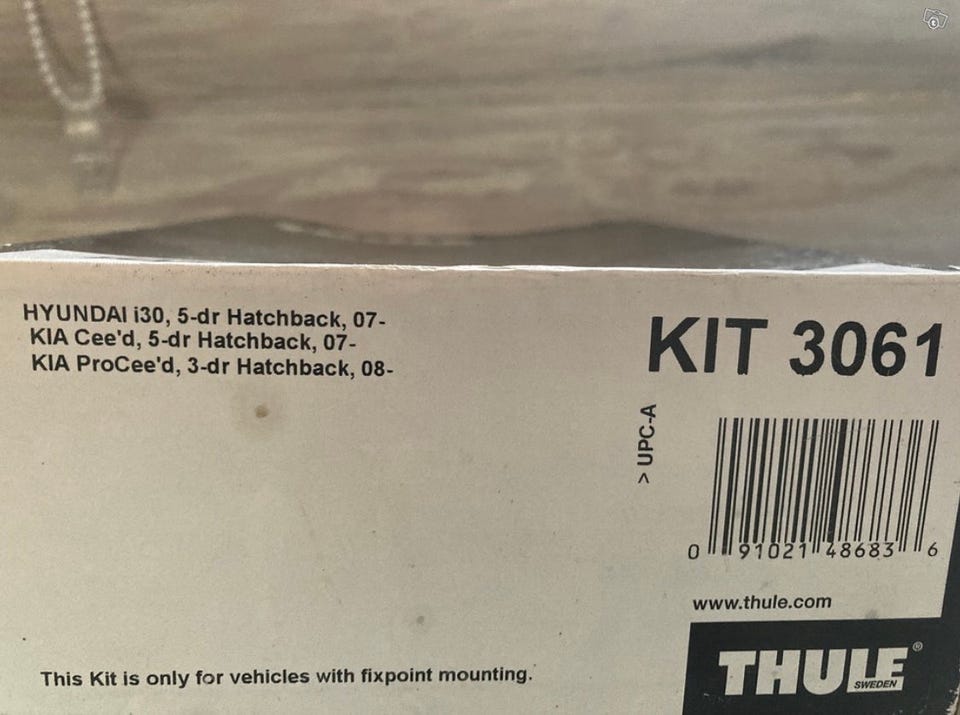 HYUNDAI i30, 5-dr Hatchback, 07-
KIA Cee'd, 5-dr Hatchback, 07-
KIA ProCee'd, 3-dr Hatchback, 08-
KIT 3061
> UPC-A
0 91021 48683 6
www.thule.com
This Kit is only for vehicles with fixpoint mounting.
THULE®
SWEDEN